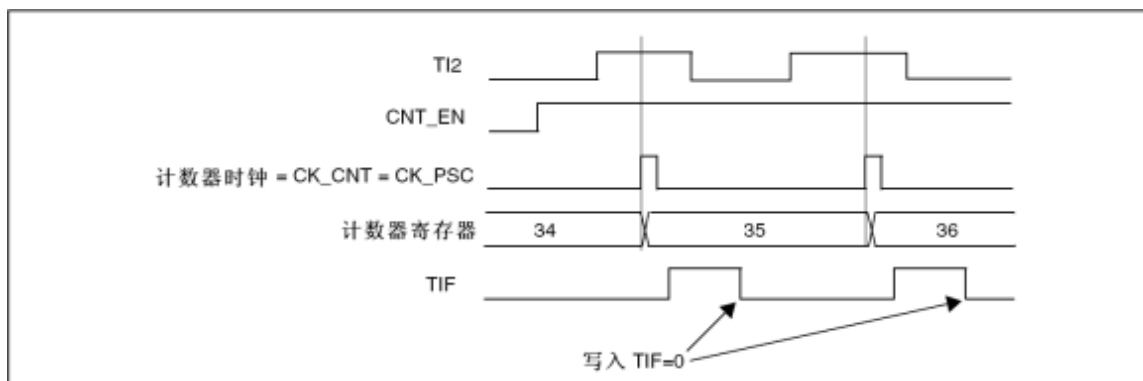 TI2
CNT_EN
计数器时钟 = CK_CNT = CK_PSC
计数器寄存器 34 35 36
TIF
写入 TIF=0